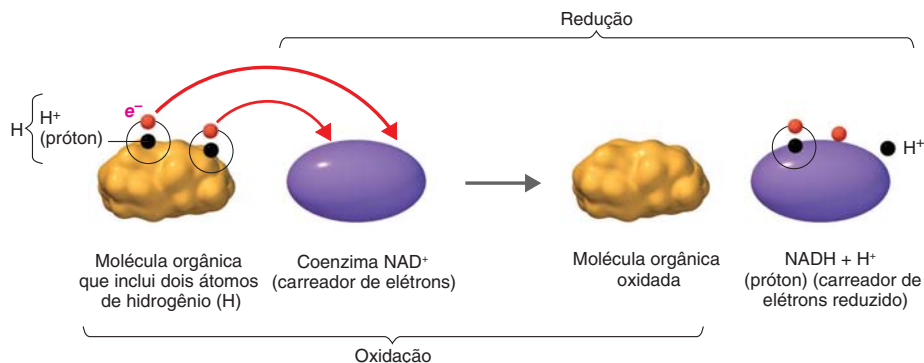 Redução
e–
H
H+
(próton)
H+
Molécula orgânica
que inclui dois átomos
de hidrogênio (H)
Coenzima NAD+
(carreador de elétrons)
Molécula orgânica
oxidada
NADH + H+
(próton) (carreador de
elétrons reduzido)
Oxidação